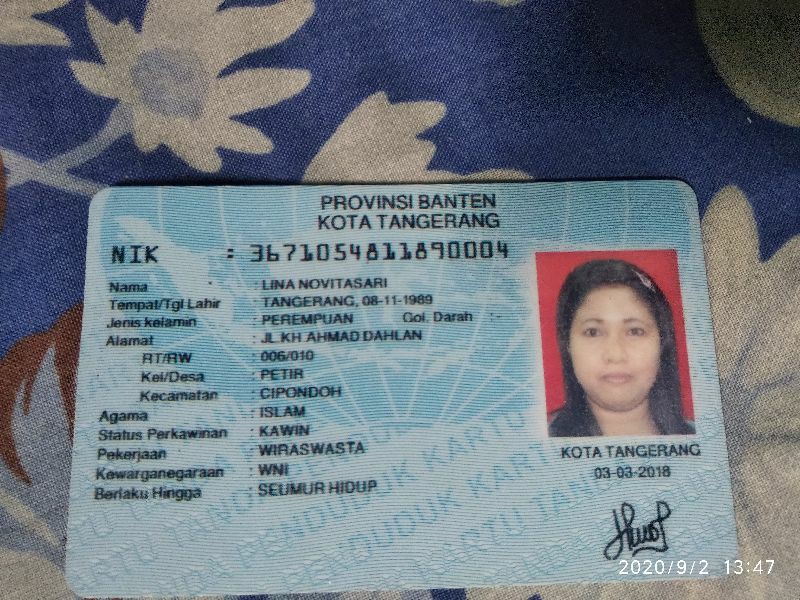 PROVINSI BANTEN
KOTA TANGERANG
NIK : 3671054811890004
Nama : LINA NOVITASARI
Tempat/Tgl Lahir : TANGERANG, 08-11-1989
Jenis kelamin : PEREMPUAN Gol. Darah :-
Alamat : JL.KH.AHMAD DAHLAN
RT/RW : 006/010
Kel/Desa : PETIR
Kecamatan : CIPONDOH
Agama : ISLAM
Status Perkawinan : KAWIN
Pekerjaan : WIRASWASTA
Kewarganegaraan : WNI
Berlaku Hingga : SEUMUR HIDUP
KOTA TANGERANG
03-03-2018
2020/9/2 13:47